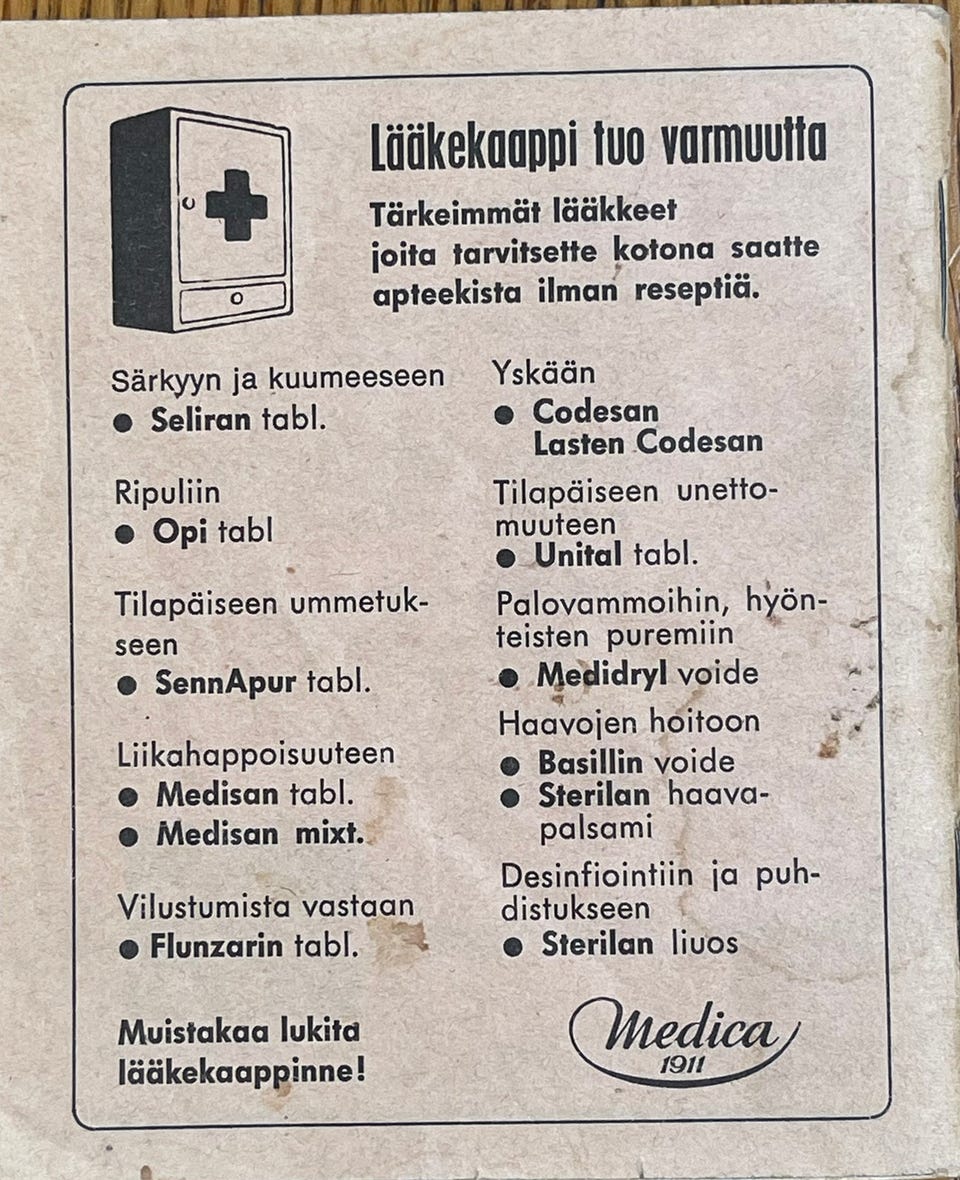 Lääkekaappi tuo varmuutta
Tärkeimmät lääkkeet
joita tarvitsette kotona saatte
apteekista ilman reseptiä.
Särkyyn ja kuumeeseen
● Seliran tabl.
Ripuliin
● Opi tabl
Tilapäiseen ummetuk-
seen
● SennApur tabl.
Liikahappoisuuteen
● Medisan tabl.
● Medisan mixt.
Vilustumista vastaan
● Flunzarin tabl.
Muistakaa lukita
lääkekaappinne!
Yskään
● Codesan
Lasten Codesan
Tilapäiseen unetto-
muuteen
● Unital tabl.
Palovammoihin, hyön-
teisten puremiin
● Medidryl voide
Haavojen hoitoon
● Basillin voide
● Sterilan haava-
palsami
Desinfiointiin ja puh-
distukseen
● Sterilan liuos
Medica
1911